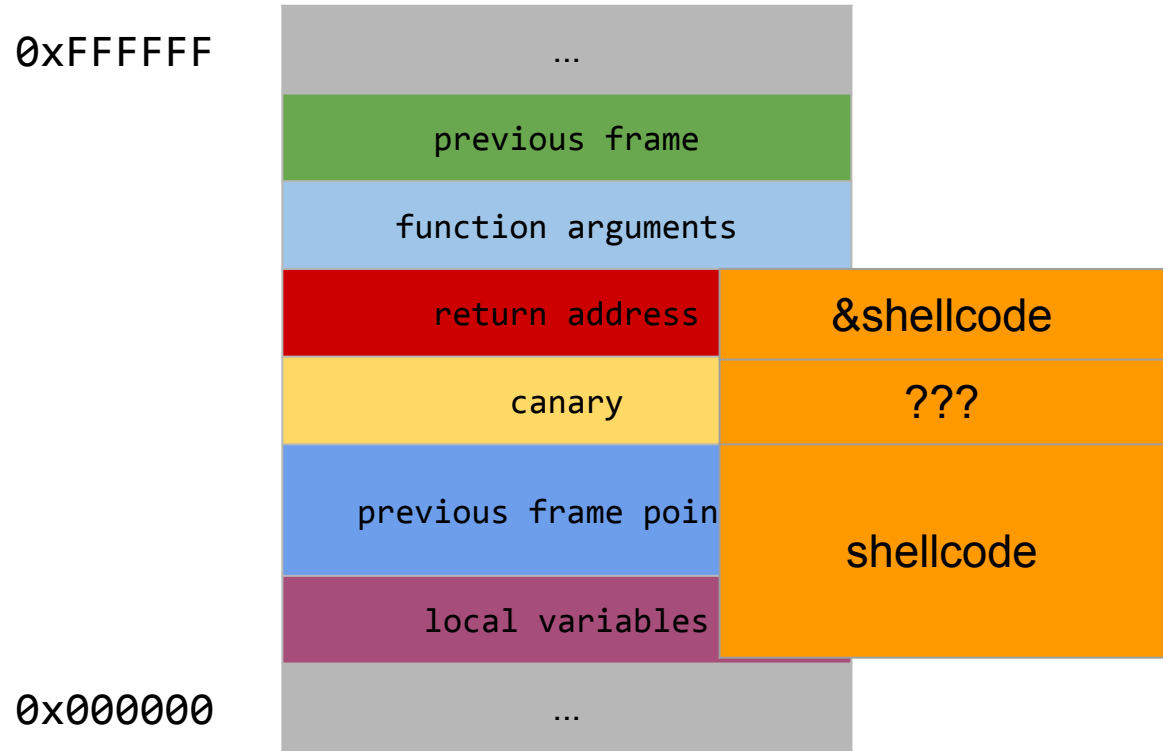 0xFFFFFF
...
previous frame
function arguments
return address
&shellcode
canary
???
previous frame poin
shellcode
local variables
0x000000
...